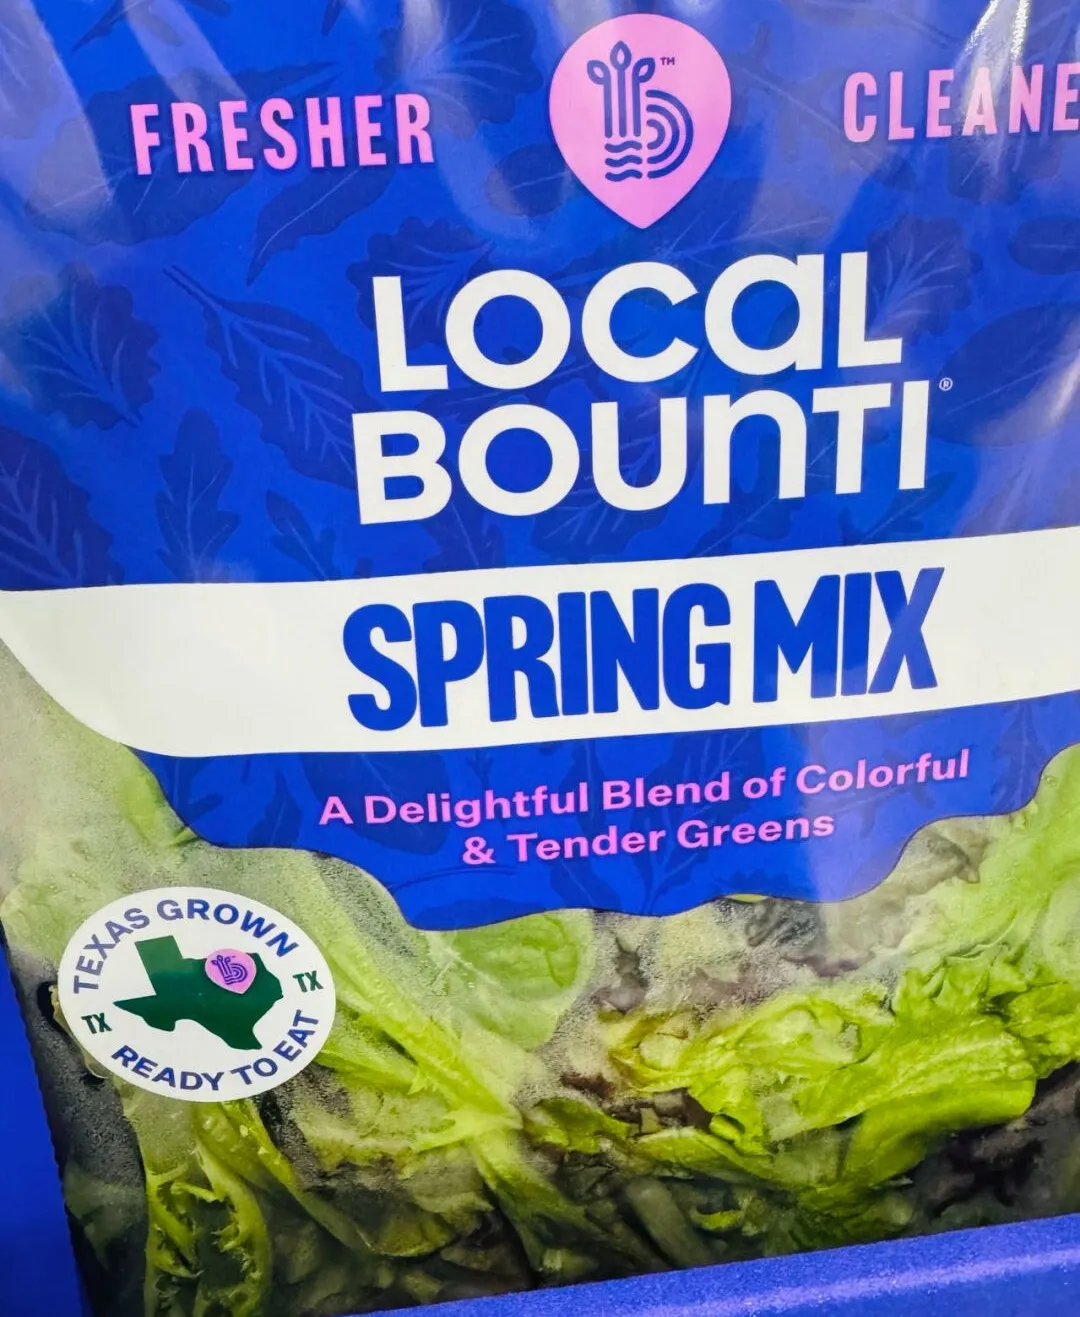 FRESHER
CLEANE
™
LOCAL
BOUNTI®
SPRING MIX
A Delightful Blend of Colorful
& Tender Greens
TEXAS GROWN
TX
TX
READY TO EAT